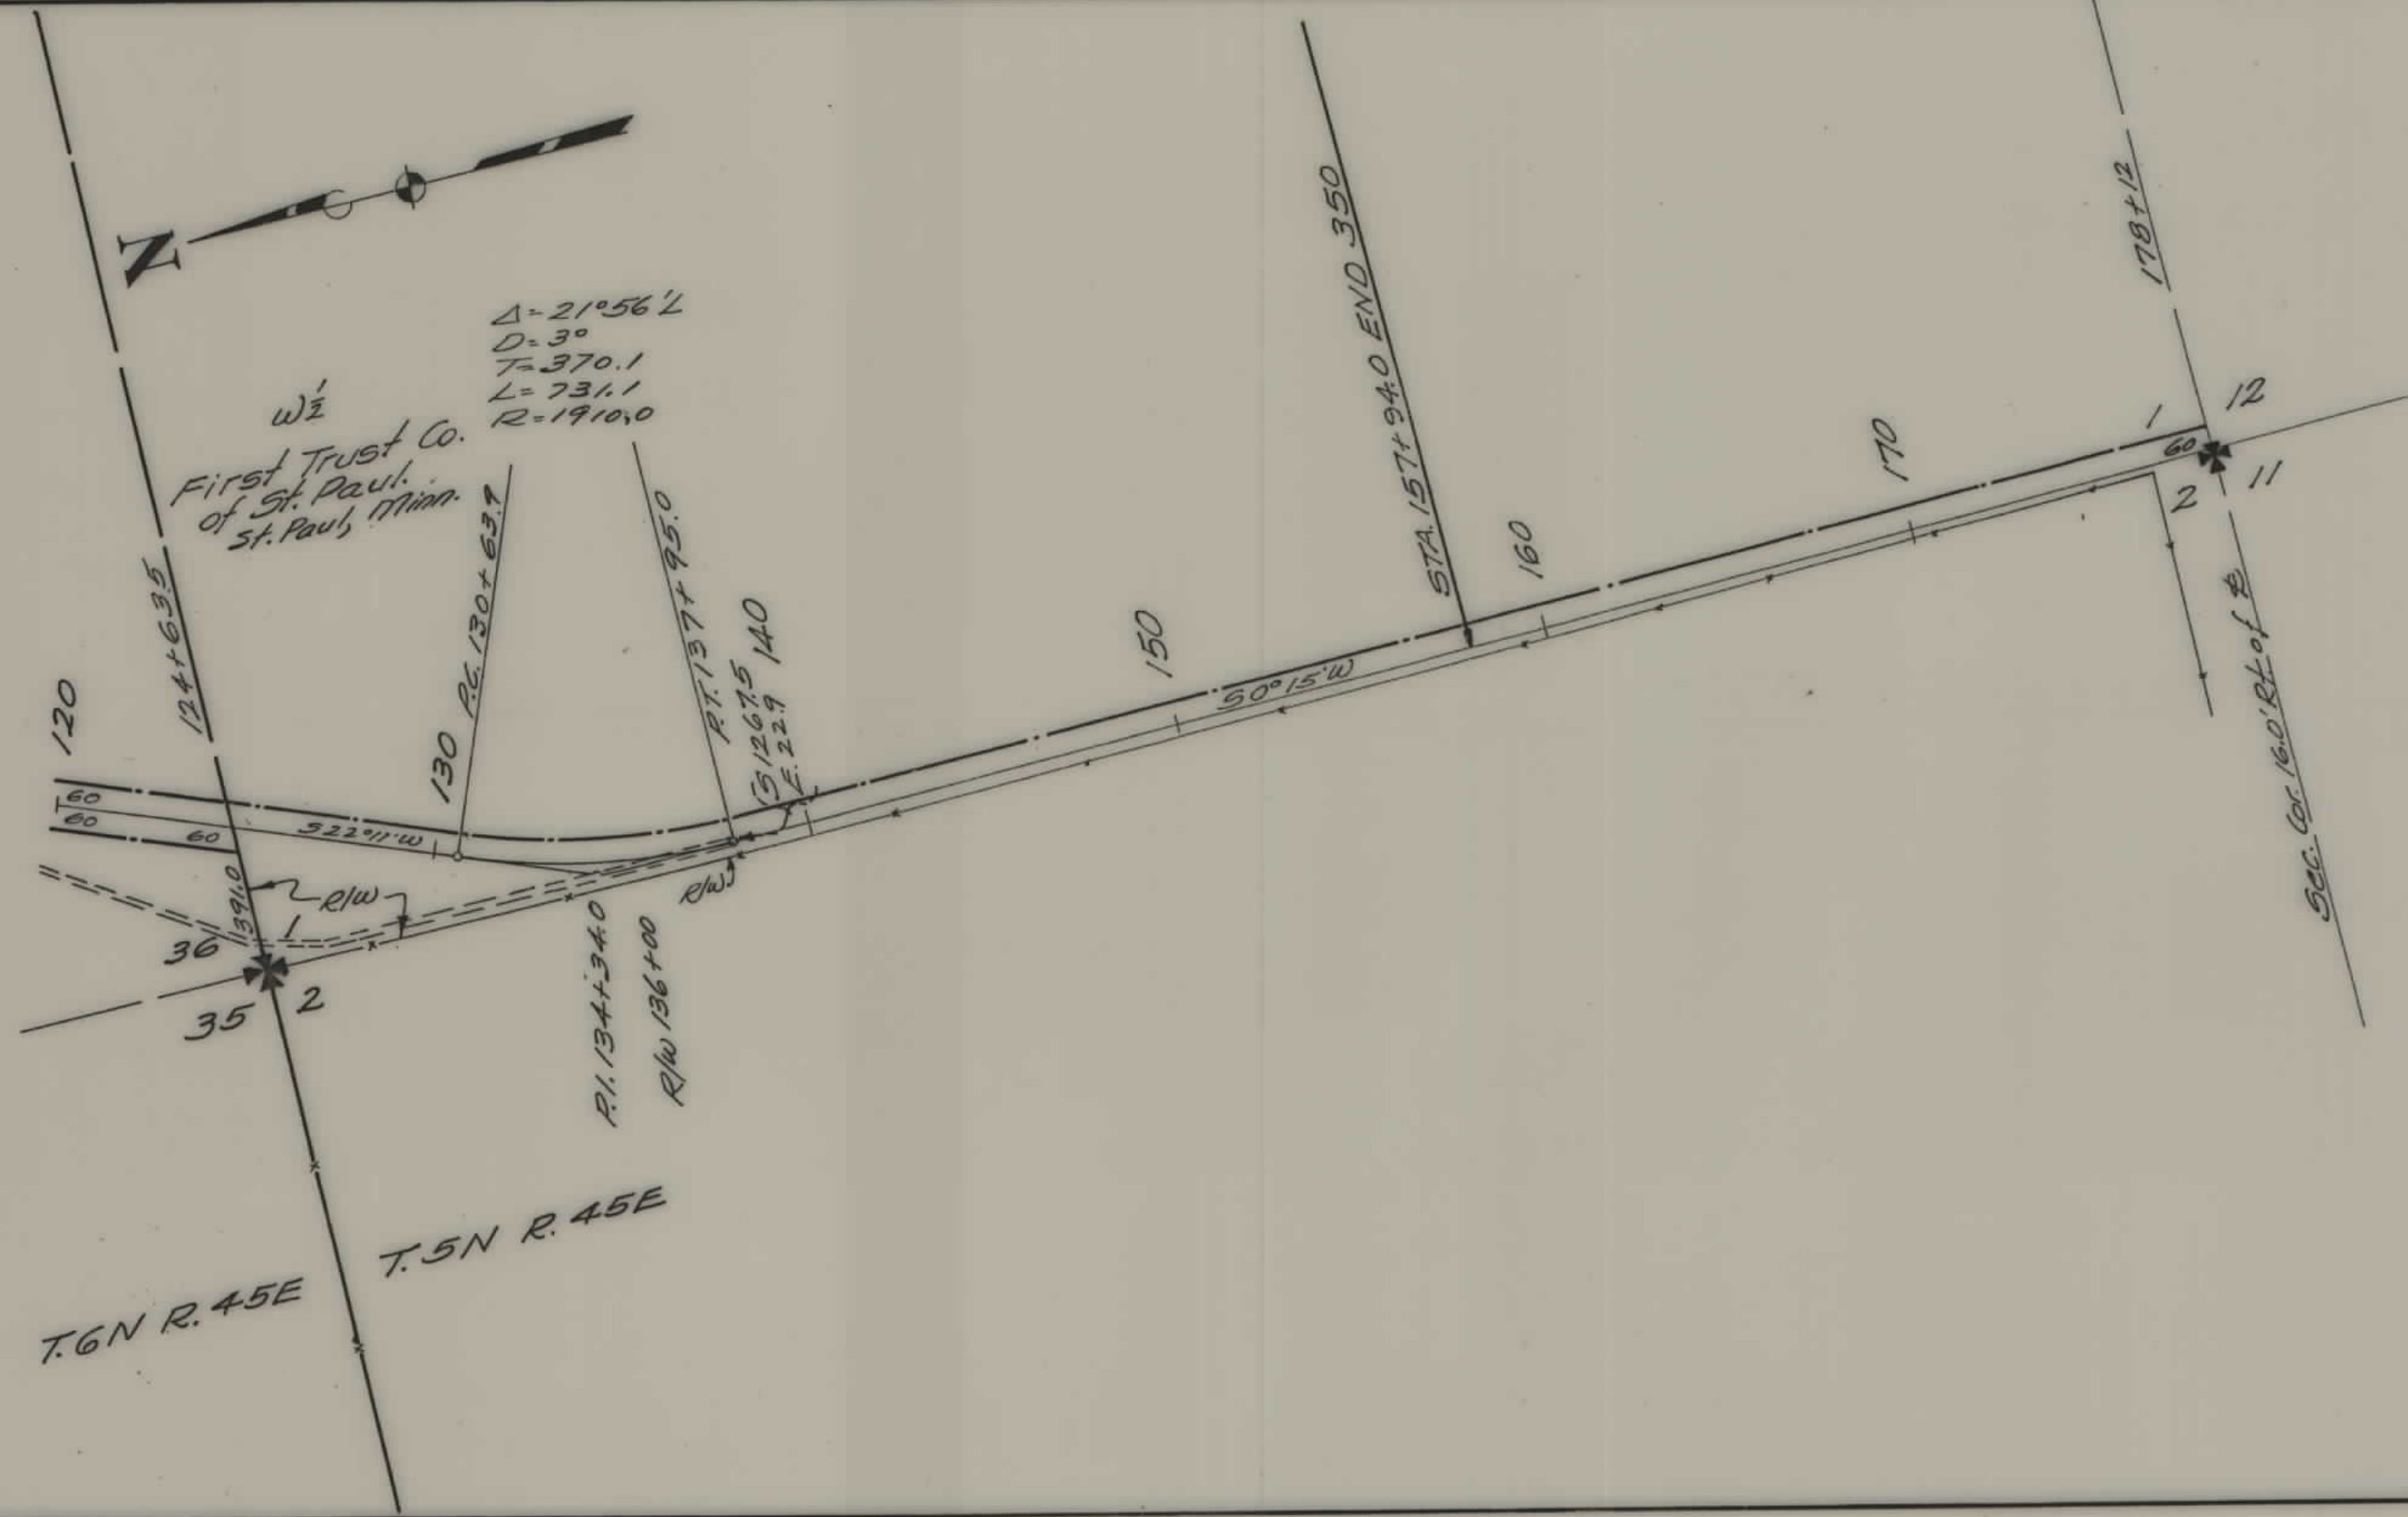 N
Δ=21°56'L
D=3°
T=370.1
L=731.1
R=1910.0
W½
First Trust Co.
of St. Paul.
St. Paul, Minn.
120
124+63.5
130
P.C. 130+63.9
P.T. 137+95.0
S 1267.5
E. 22.9
140
150
STA. 157+94.0 END 350
160
170
178+12
1
12
60
2
11
Sec. Cor. 16.0' Rt. of ℄
60
60
60
S22°11'W
S0°15'W
391.0
R/W
R/W
36
1
35
2
P.I. 134+34.0
R/W 136+00
T.5N R.45E
T.6N R.45E